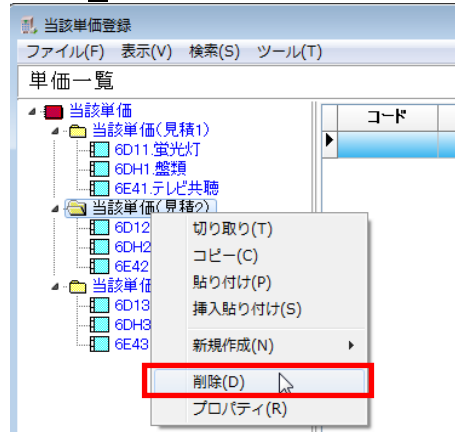 当該単価登録
ファイル(F) 表示(V) 検索(S) ツール(T)
単価一覧
当該単価
当該単価(見積1)
6D11.蛍光灯
6DH1.盤類
6E41.テレビ共聴
当該単価(見積2)
6D12
6DH2
6E42
当該単価
6D13
6DH3
6E43
コード
切り取り(T)
コピー(C)
貼り付け(P)
挿入貼り付け(S)
新規作成(N)
削除(D)
プロパティ(R)